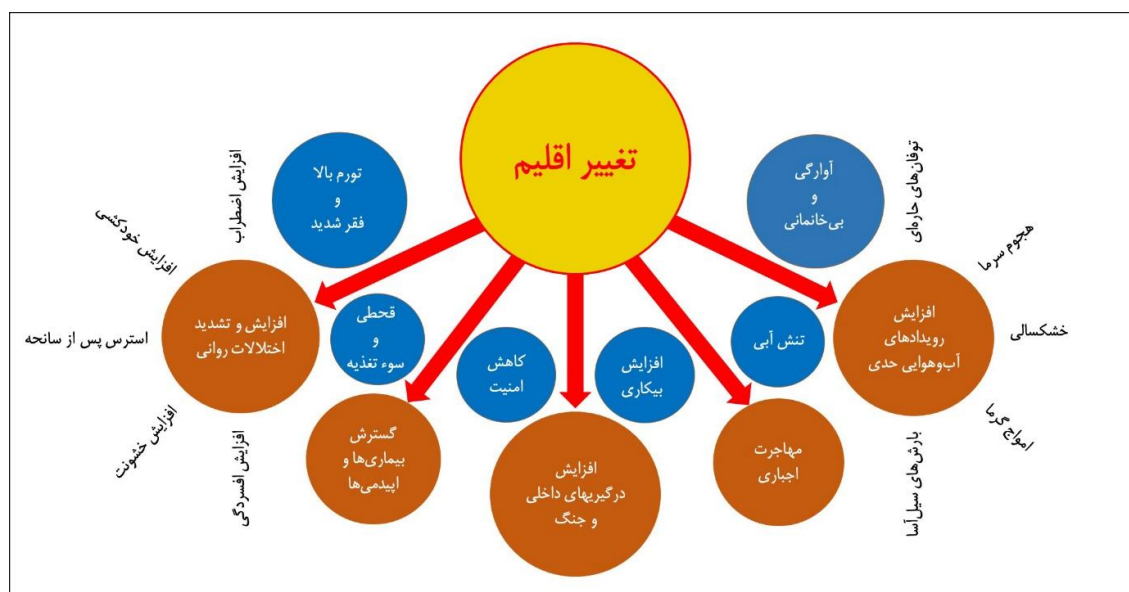 تغییر اقلیم
آوارگی
و
بی‌خانمانی
تورم بالا
و
فقر شدید
توفان‌های حاره‌ای
هجوم سرما
خشکسالی
امواج گرما
بارش‌های سیل‌آسا
افزایش
رویدادهای
آب‌وهوایی حدی
تنش آبی
مهاجرت
اجباری
افزایش
بیکاری
افزایش
درگیریهای داخلی
و جنگ
کاهش
امنیت
قحطی
و
سوء تغذیه
گسترش
بیماری‌ها و
اپیدمی‌ها
افزایش و تشدید
اختلالات روانی
افزایش اضطراب
افزایش خودکشی
استرس پس از سانحه
افزایش خشونت
افزایش افسردگی